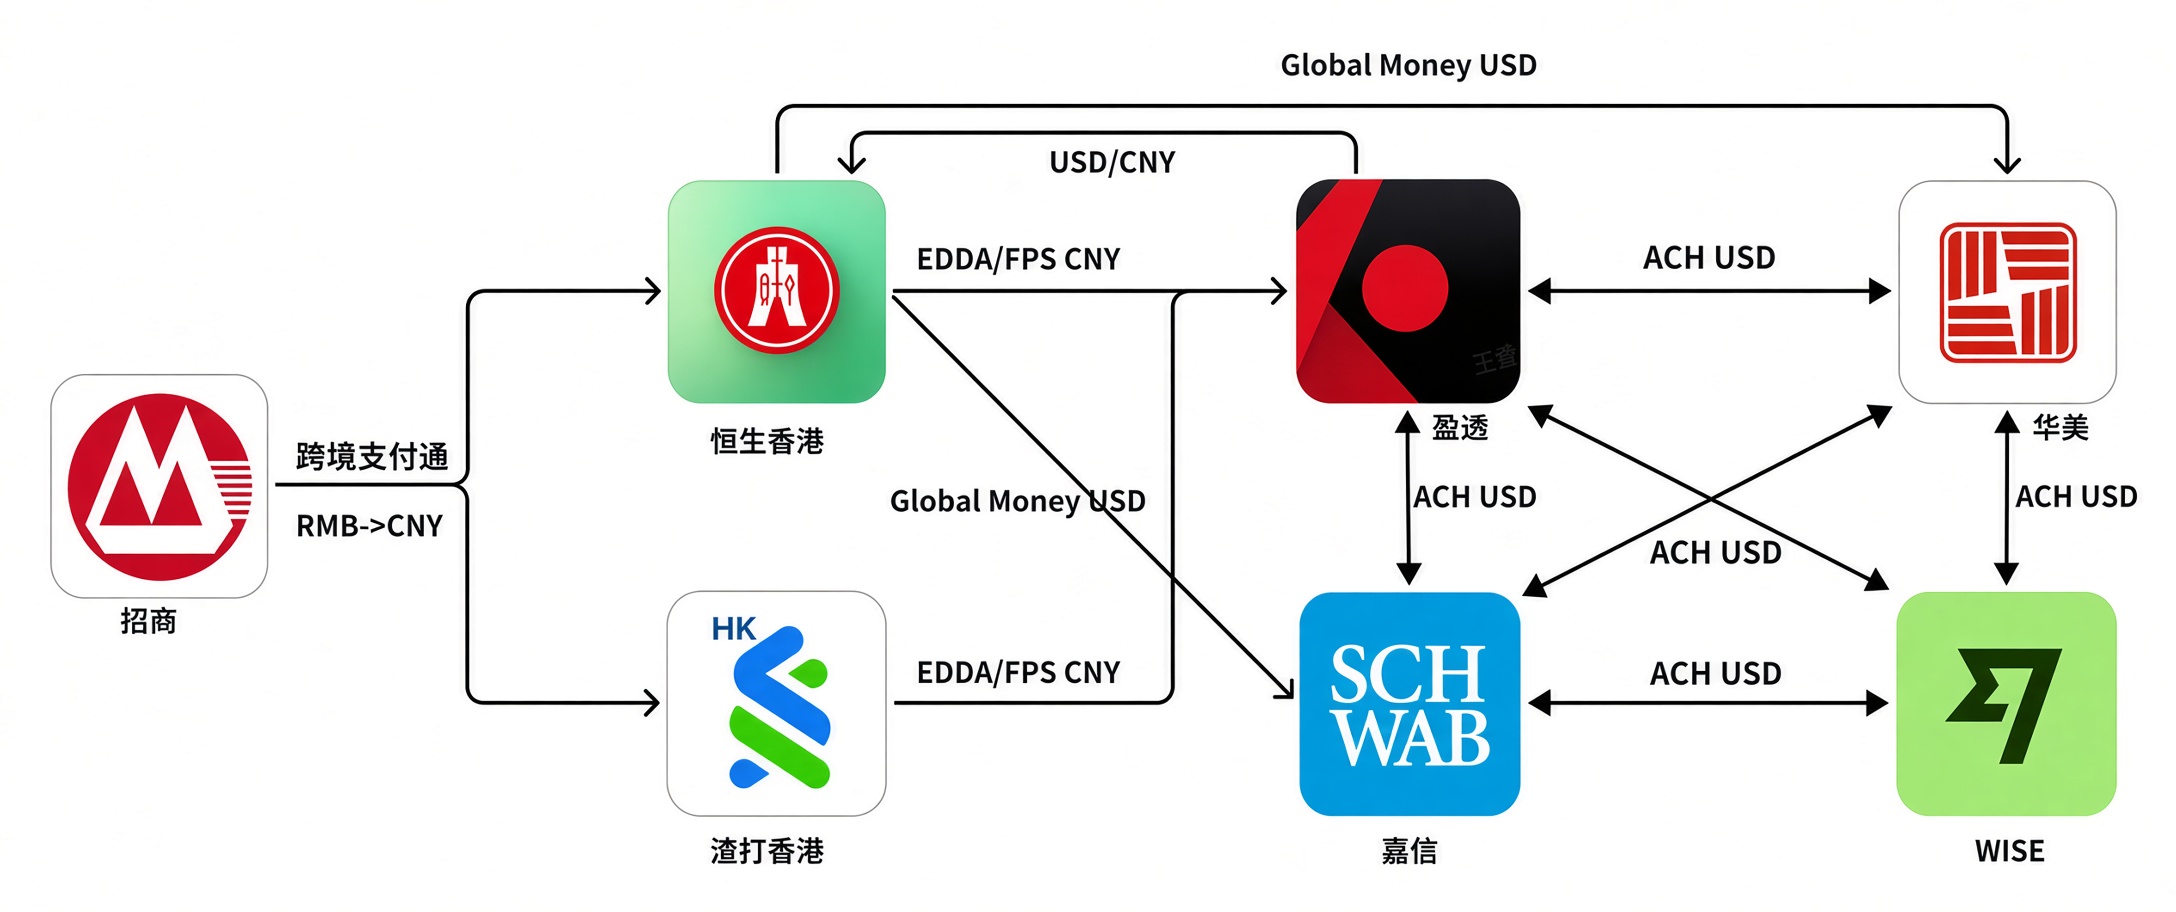 Global Money USD
USD/CNY
EDDA/FPS CNY
ACH USD
恒生香港
盈透
华美
跨境支付通
RMB->CNY
招商
Global Money USD
ACH USD
ACH USD
ACH USD
HK
EDDA/FPS CNY
SCH
WAB
ACH USD
渣打香港
嘉信
WISE